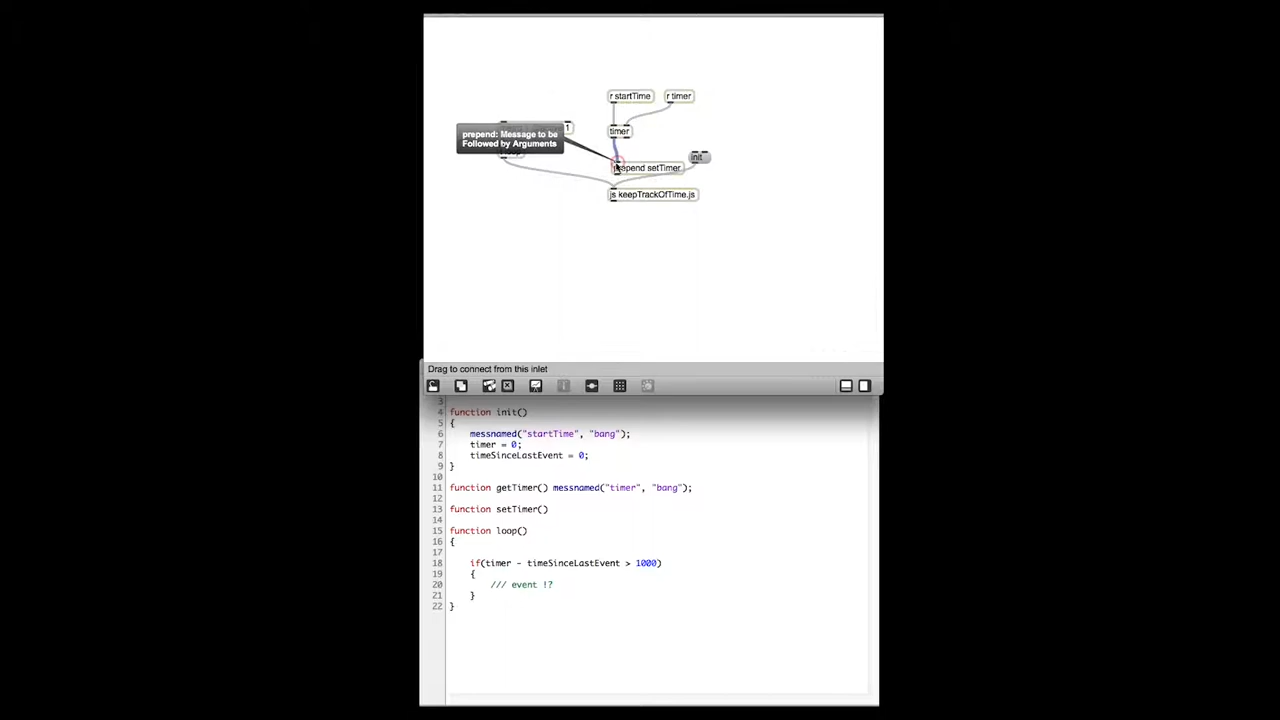 r startTime
r timer
1
timer
prepend: Message to be
Followed by Arguments
init
prepend setTimer
js keepTrackOfTime.js
Drag to connect from this inlet
3
4 function init()
5 {
6 messnamed("startTime", "bang");
7 timer = 0;
8 timeSinceLastEvent = 0;
9 }
10
11 function getTimer() messnamed("timer", "bang");
12
13 function setTimer()
14
15 function loop()
16 {
17
18 if(timer - timeSinceLastEvent > 1000)
19 {
20 /// event !?
21 }
22 }